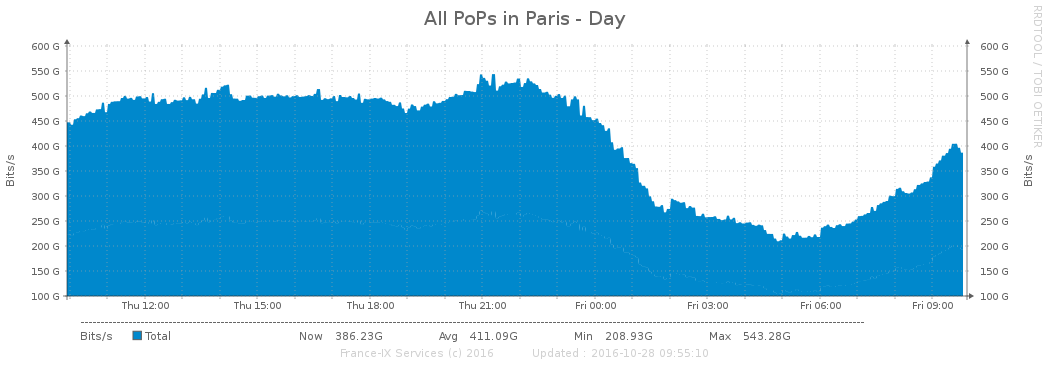 All PoPs in Paris - Day
RRDTOOL / TOBI OETIKER
600 G 600 G
550 G 550 G
500 G 500 G
450 G 450 G
400 G 400 G
350 G 350 G
300 G 300 G
250 G 250 G
200 G 200 G
150 G 150 G
100 G 100 G
Bits/s
Bits/s
Thu 12:00 Thu 15:00 Thu 18:00 Thu 21:00 Fri 00:00 Fri 03:00 Fri 06:00 Fri 09:00
Bits/s Total Now 386.23G Avg 411.09G Min 208.93G Max 543.28G
France-IX Services (c) 2016 Updated : 2016-10-28 09:55:10